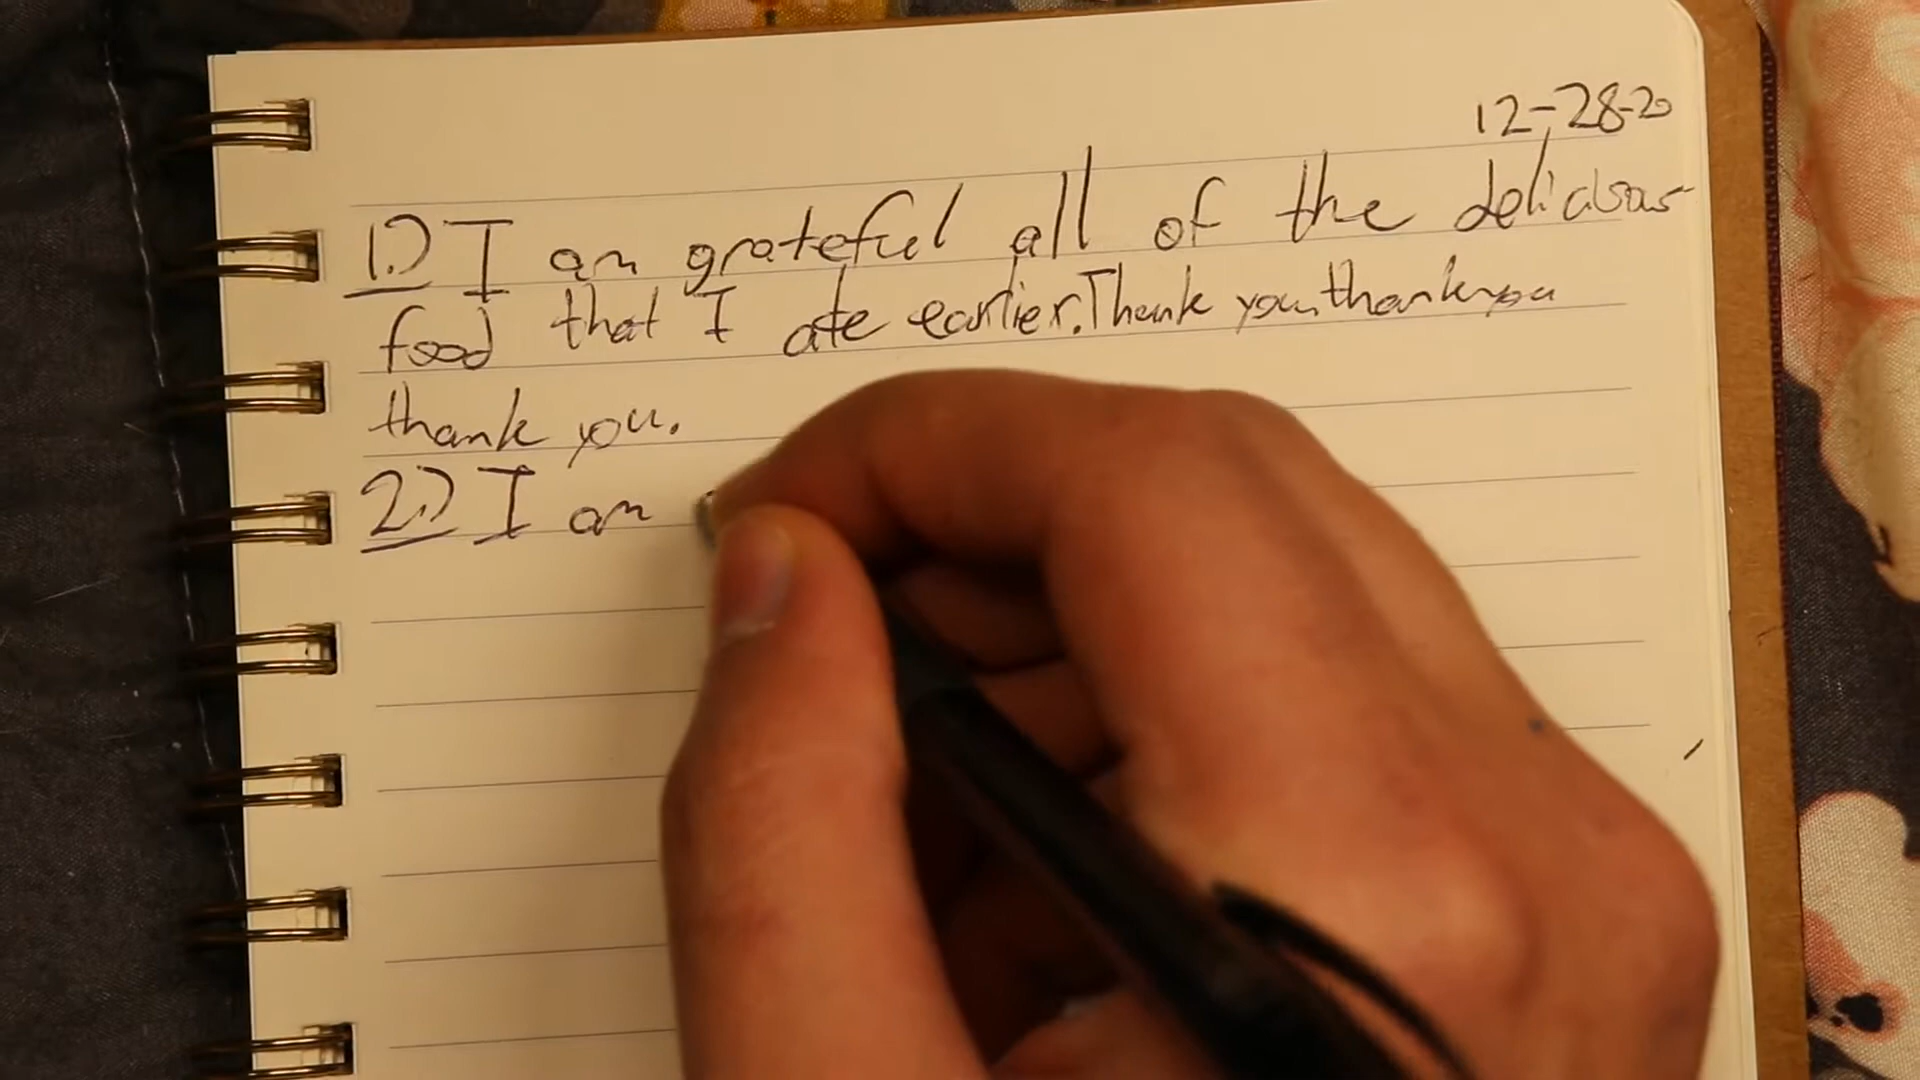 12-28-20
1.) I am grateful all of the delicious
food that I ate earlier. Thank you, thank you
thank you.
2.) I am